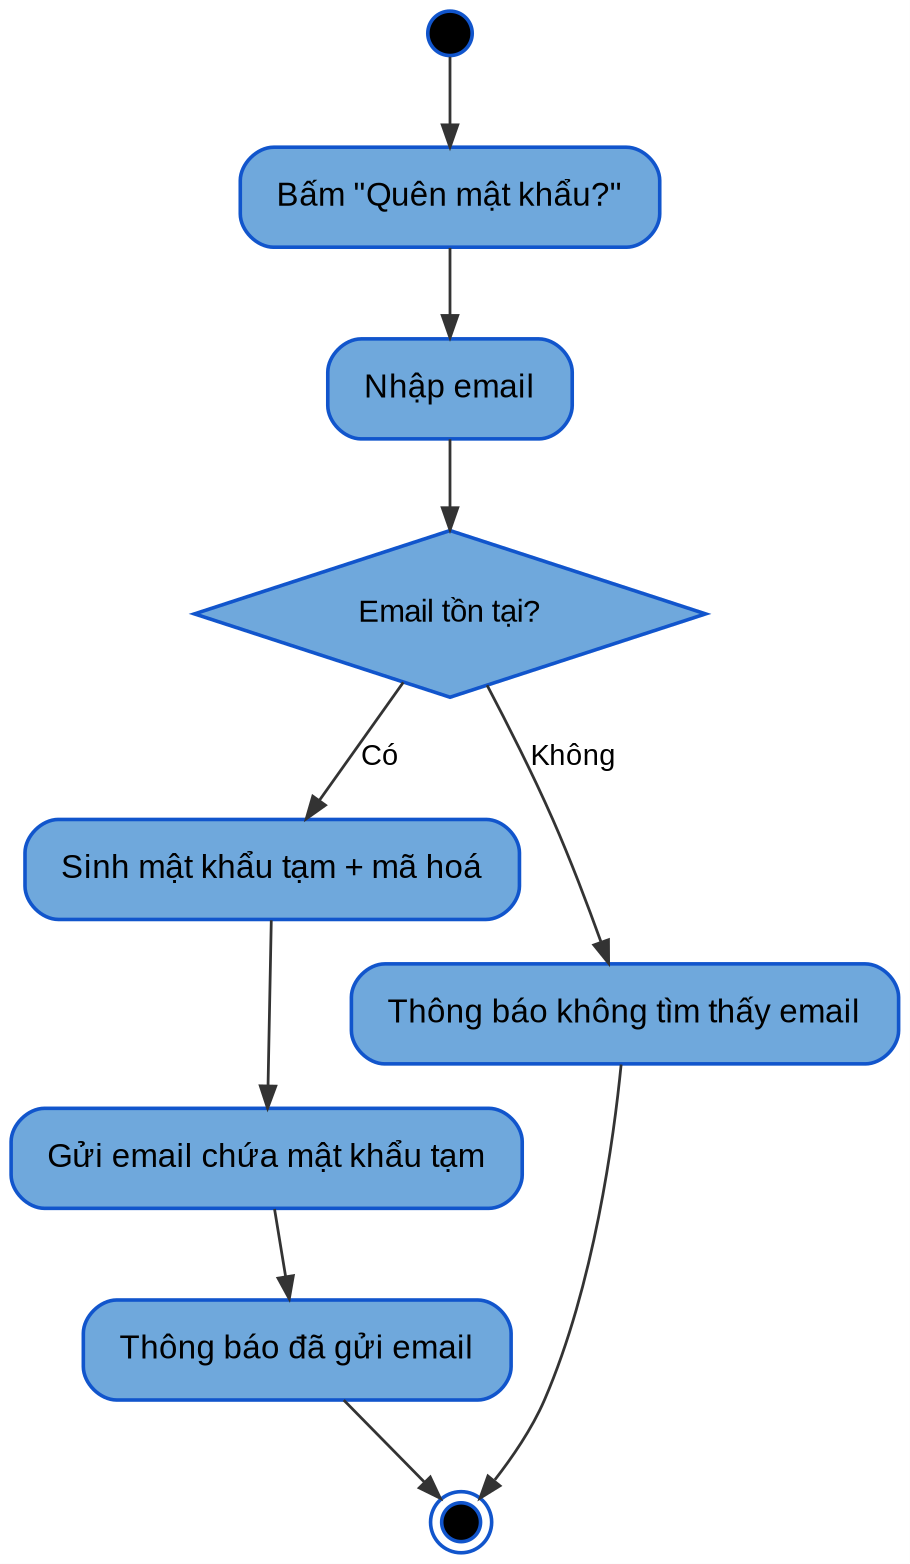 Bấm "Quên mật khẩu?"
Nhập email
Email tồn tại?
Có
Không
Sinh mật khẩu tạm + mã hoá
Thông báo không tìm thấy email
Gửi email chứa mật khẩu tạm
Thông báo đã gửi email